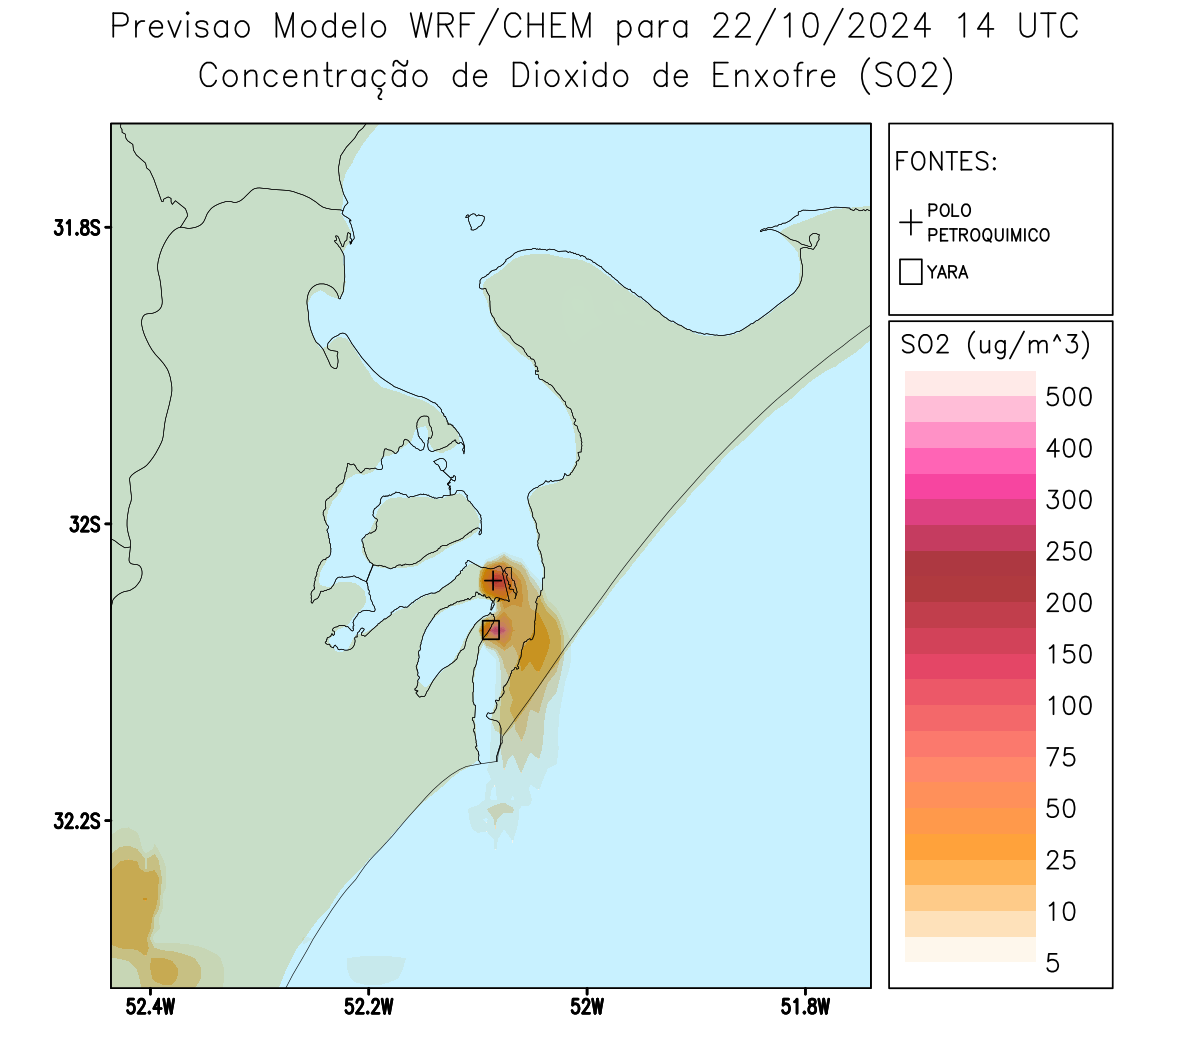 Previsao Modelo WRF/CHEM para 22/10/2024 14 UTC
Concentração de Dioxido de Enxofre (SO2)
FONTES:
POLO
PETROQUIMICO
YARA
SO2 (ug/m^3)
500
400
300
250
200
150
100
75
50
25
10
5
31.8S
32S
32.2S
52.4W
52.2W
52W
51.8W